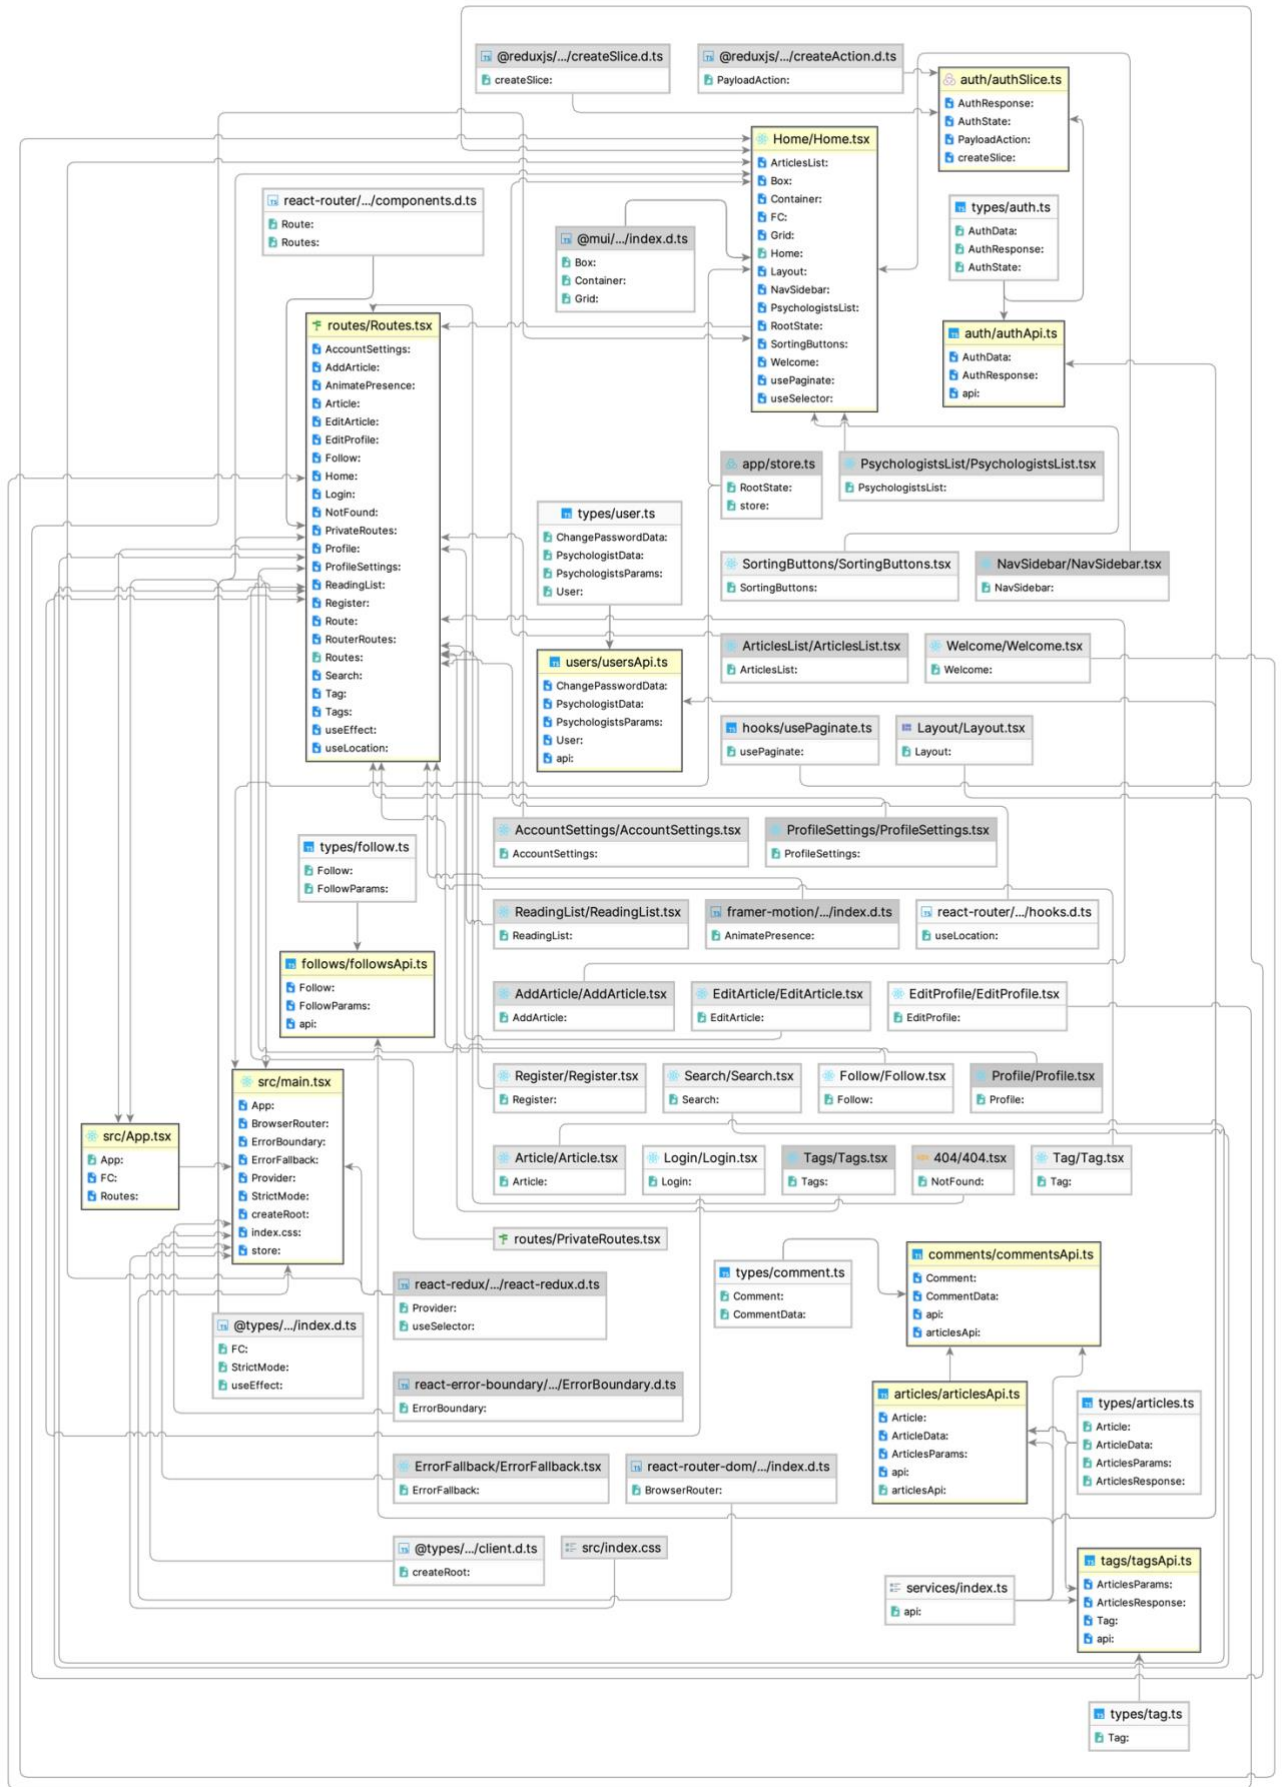 @reduxjs/.../createSlice.d.ts
createSlice:
@reduxjs/.../createAction.d.ts
PayloadAction:
auth/authSlice.ts
AuthResponse:
AuthState:
PayloadAction:
createSlice:
Home/Home.tsx
ArticlesList:
Box:
Container:
FC:
Grid:
Home:
Layout:
NavSidebar:
PsychologistsList:
RootState:
SortingButtons:
Welcome:
usePaginate:
useSelector:
react-router/.../components.d.ts
Route:
Routes:
@mui/.../index.d.ts
Box:
Container:
Grid:
types/auth.ts
AuthData:
AuthResponse:
AuthState:
routes/Routes.tsx
AccountSettings:
AddArticle:
AnimatePresence:
Article:
EditArticle:
EditProfile:
Follow:
Home:
Login:
NotFound:
PrivateRoutes:
Profile:
ProfileSettings:
ReadingList:
Register:
Route:
RouterRoutes:
Routes:
Search:
Tag:
Tags:
useEffect:
useLocation:
auth/authApi.ts
AuthData:
AuthResponse:
api:
app/store.ts
RootState:
store:
PsychologistsList/PsychologistsList.tsx
PsychologistsList:
types/user.ts
ChangePasswordData:
PsychologistData:
PsychologistsParams:
User:
SortingButtons/SortingButtons.tsx
SortingButtons:
NavSidebar/NavSidebar.tsx
NavSidebar:
ArticlesList/ArticlesList.tsx
ArticlesList:
Welcome/Welcome.tsx
Welcome:
users/usersApi.ts
ChangePasswordData:
PsychologistData:
PsychologistsParams:
User:
api:
hooks/usePaginate.ts
usePaginate:
Layout/Layout.tsx
Layout:
AccountSettings/AccountSettings.tsx
AccountSettings:
ProfileSettings/ProfileSettings.tsx
ProfileSettings:
types/follow.ts
Follow:
FollowParams:
ReadingList/ReadingList.tsx
ReadingList:
framer-motion/.../index.d.ts
AnimatePresence:
react-router/.../hooks.d.ts
useLocation:
follows/followsApi.ts
Follow:
FollowParams:
api:
AddArticle/AddArticle.tsx
AddArticle:
EditArticle/EditArticle.tsx
EditArticle:
EditProfile/EditProfile.tsx
EditProfile:
src/main.tsx
App:
BrowserRouter:
ErrorBoundary:
ErrorFallback:
Provider:
StrictMode:
createRoot:
index.css:
store:
Register/Register.tsx
Register:
Search/Search.tsx
Search:
Follow/Follow.tsx
Follow:
Profile/Profile.tsx
Profile:
src/App.tsx
App:
FC:
Routes:
Article/Article.tsx
Article:
Login/Login.tsx
Login:
Tags/Tags.tsx
Tags:
404/404.tsx
NotFound:
Tag/Tag.tsx
Tag:
routes/PrivateRoutes.tsx
types/comment.ts
Comment:
CommentData:
comments/commentsApi.ts
Comment:
CommentData:
api:
articlesApi:
react-redux/.../react-redux.d.ts
Provider:
useSelector:
@types/.../index.d.ts
FC:
StrictMode:
useEffect:
react-error-boundary/.../ErrorBoundary.d.ts
ErrorBoundary:
articles/articlesApi.ts
Article:
ArticleData:
ArticlesParams:
api:
articlesApi:
types/articles.ts
Article:
ArticleData:
ArticlesParams:
ArticlesResponse:
ErrorFallback/ErrorFallback.tsx
ErrorFallback:
react-router-dom/.../index.d.ts
BrowserRouter:
@types/.../client.d.ts
createRoot:
src/index.css
services/index.ts
api:
tags/tagsApi.ts
ArticlesParams:
ArticlesResponse:
Tag:
api:
types/tag.ts
Tag: